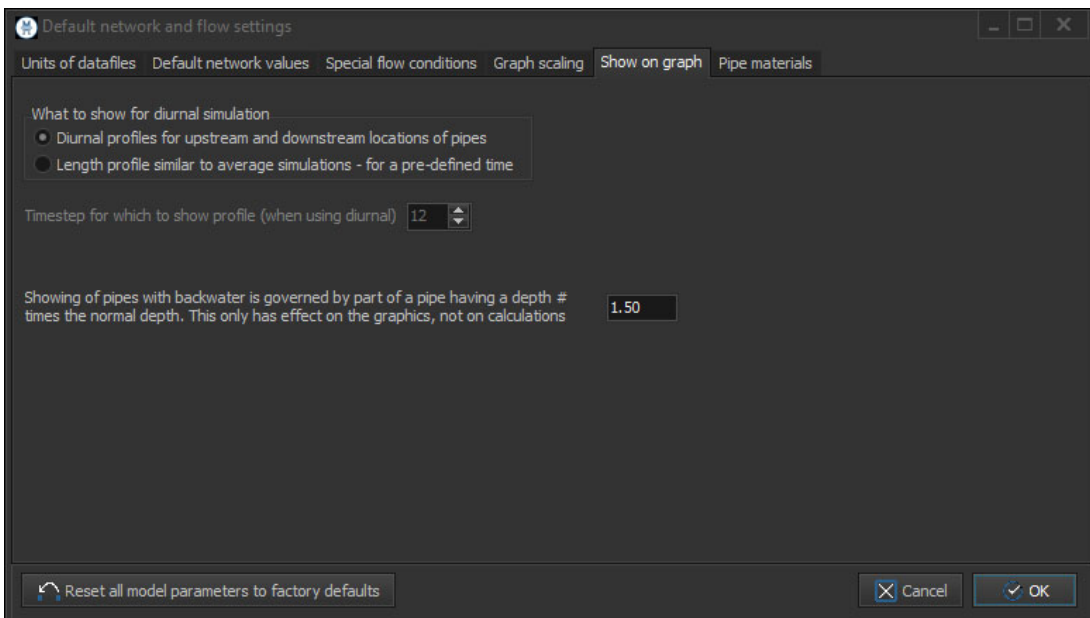 Default network and flow settings
Units of datafiles Default network values Special flow conditions Graph scaling Show on graph Pipe materials
What to show for diurnal simulation
Diurnal profiles for upstream and downstream locations of pipes
Length profile similar to average simulations - for a pre-defined time
Timestep for which to show profile (when using diurnal) 12
Showing of pipes with backwater is governed by part of a pipe having a depth #
times the normal depth. This only has effect on the graphics, not on calculations
1.50
Reset all model parameters to factory defaults Cancel OK